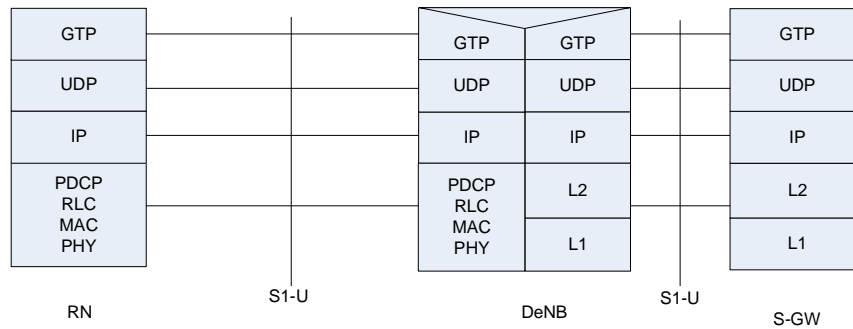 GTP
UDP
IP
PDCP
RLC
MAC
PHY
RN
S1-U
GTP
GTP
UDP
UDP
IP
IP
PDCP
RLC
MAC
PHY
L2
L1
DeNB
S1-U
GTP
UDP
IP
L2
L1
S-GW